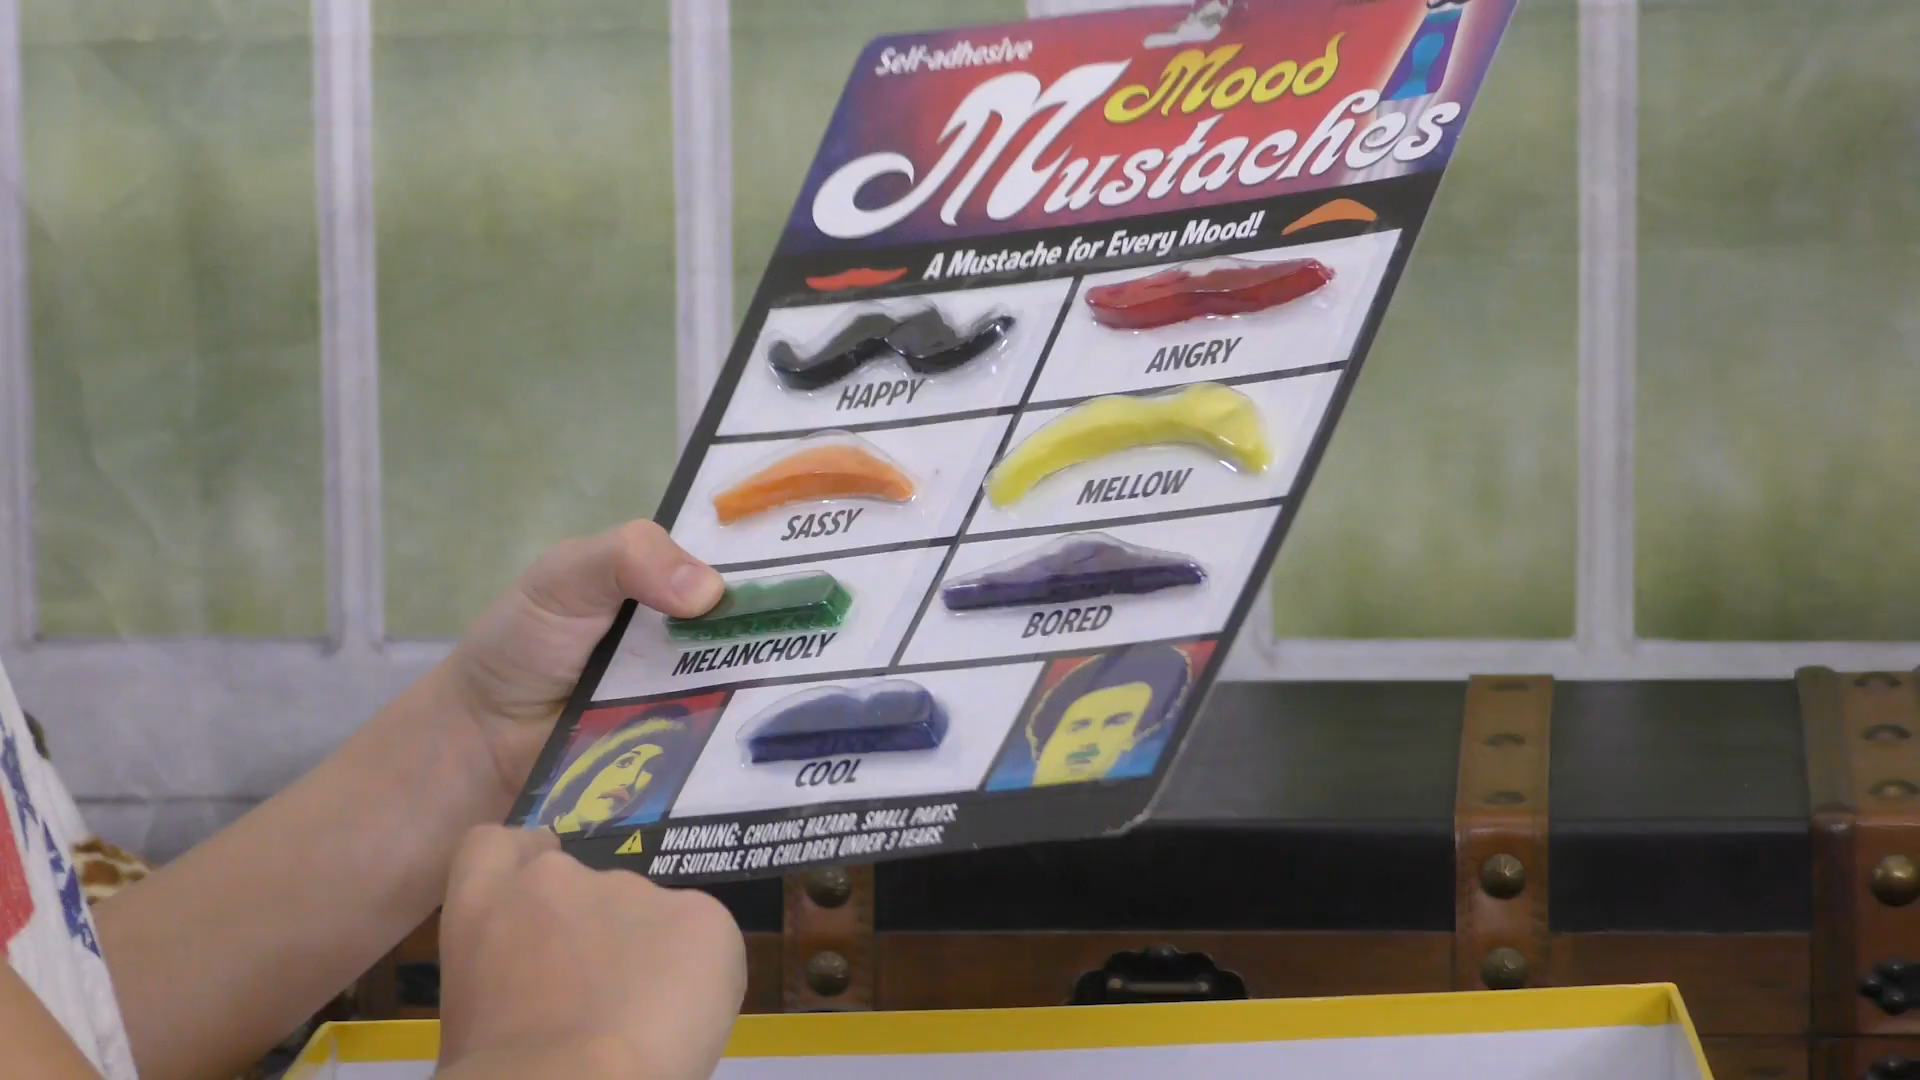 Self-adhesive
Mood
Mustaches
A Mustache for Every Mood!
HAPPY
ANGRY
SASSY
MELLOW
MELANCHOLY
BORED
COOL
WARNING: CHOKING HAZARD. SMALL PARTS.
NOT SUITABLE FOR CHILDREN UNDER 3 YEARS.